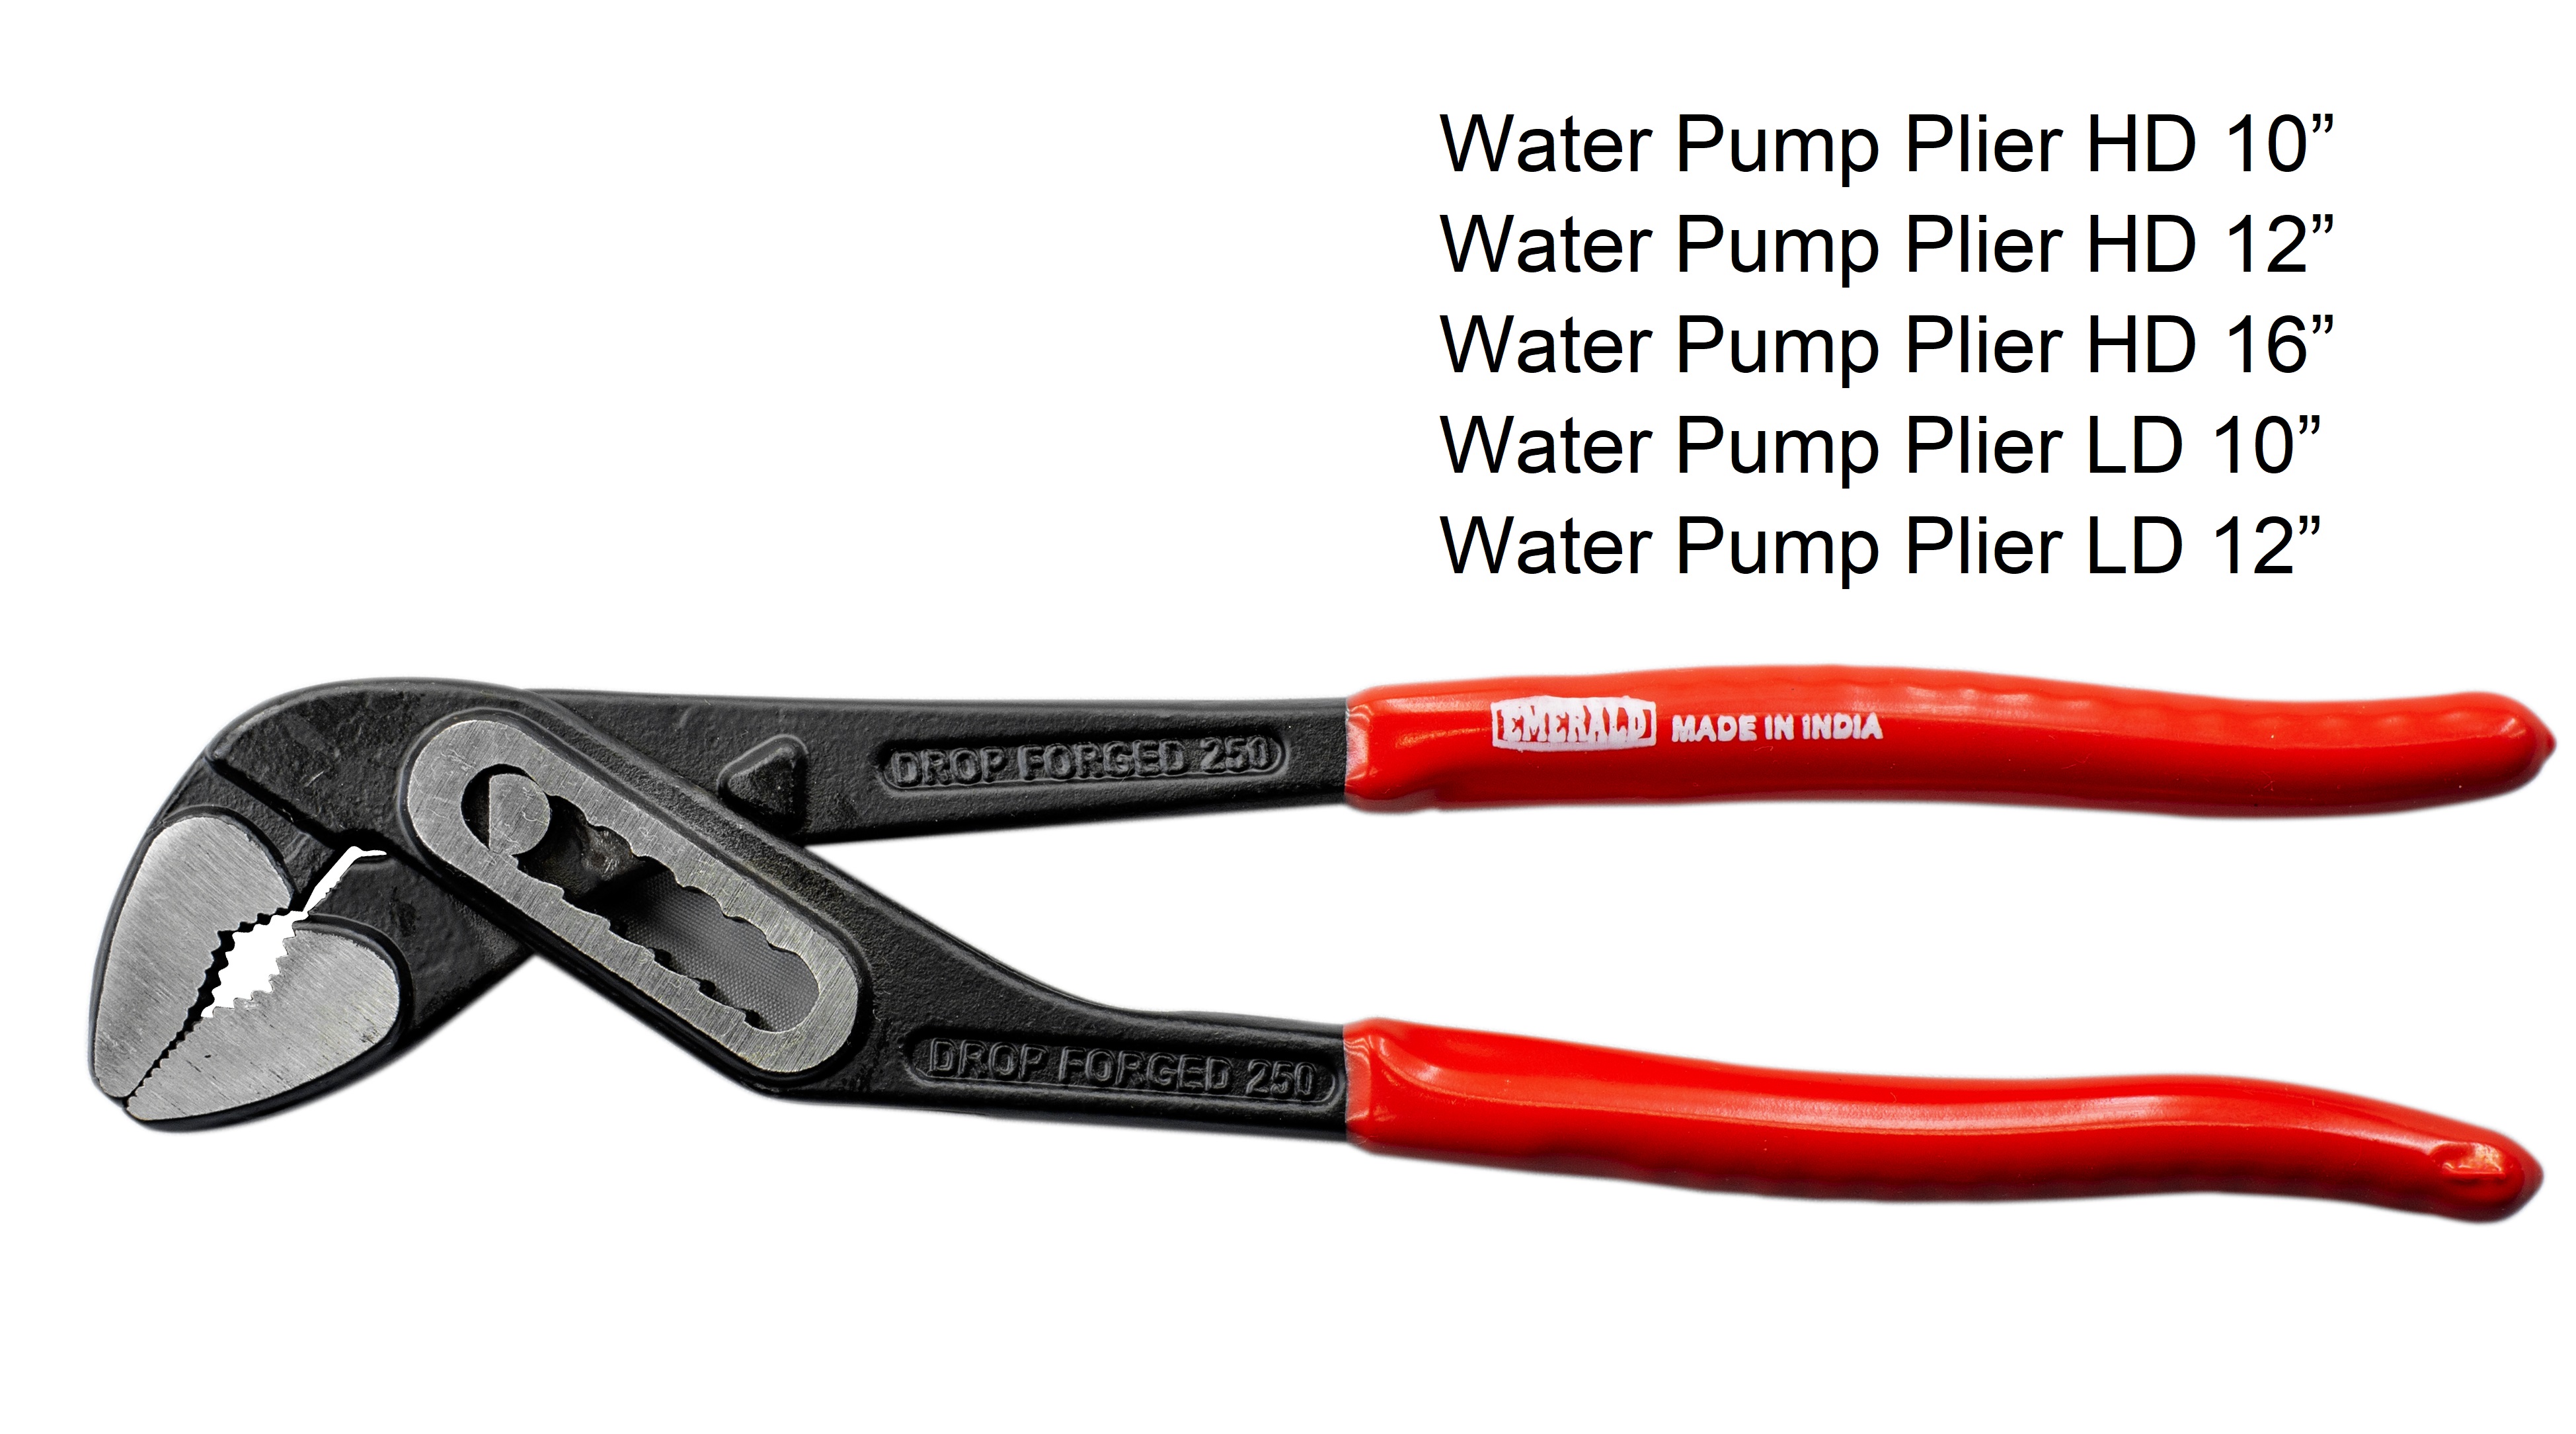 Water Pump Plier HD 10”
Water Pump Plier HD 12”
Water Pump Plier HD 16”
Water Pump Plier LD 10”
Water Pump Plier LD 12”
EMERALD MADE IN INDIA
DROP FORGED 250
DROP FORGED 250